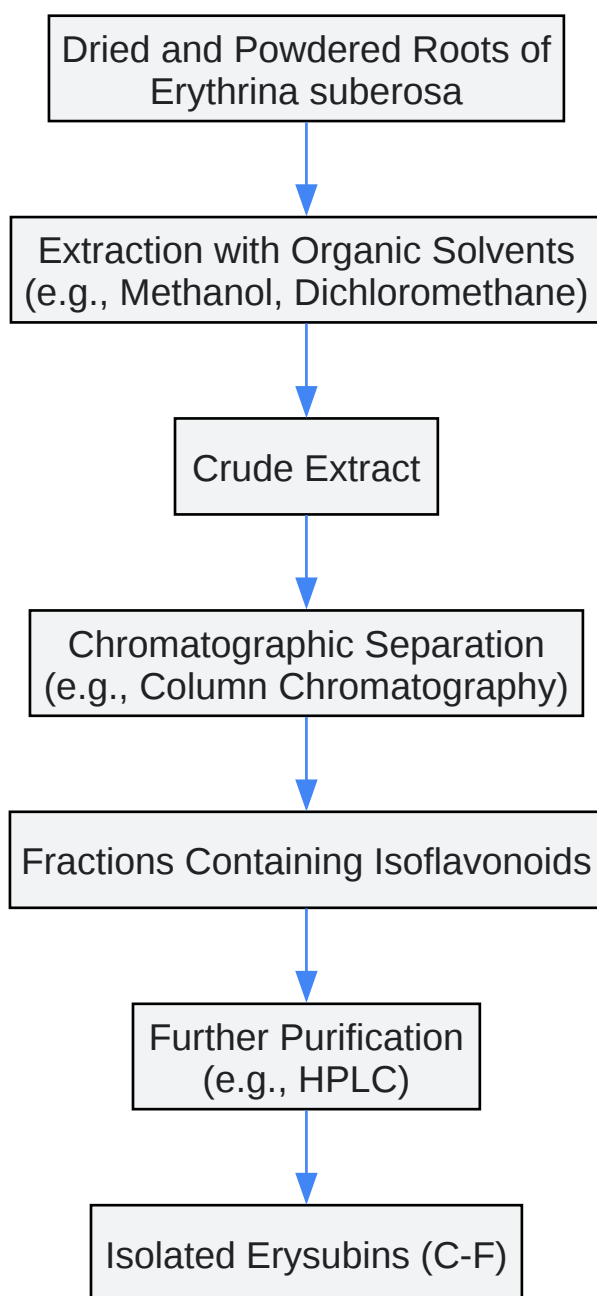 Dried and Powdered Roots of
Erythrina suberosa
Extraction with Organic Solvents
(e.g., Methanol, Dichloromethane)
Crude Extract
Chromatographic Separation
(e.g., Column Chromatography)
Fractions Containing Isoflavonoids
Further Purification
(e.g., HPLC)
Isolated Erysubins (C-F)